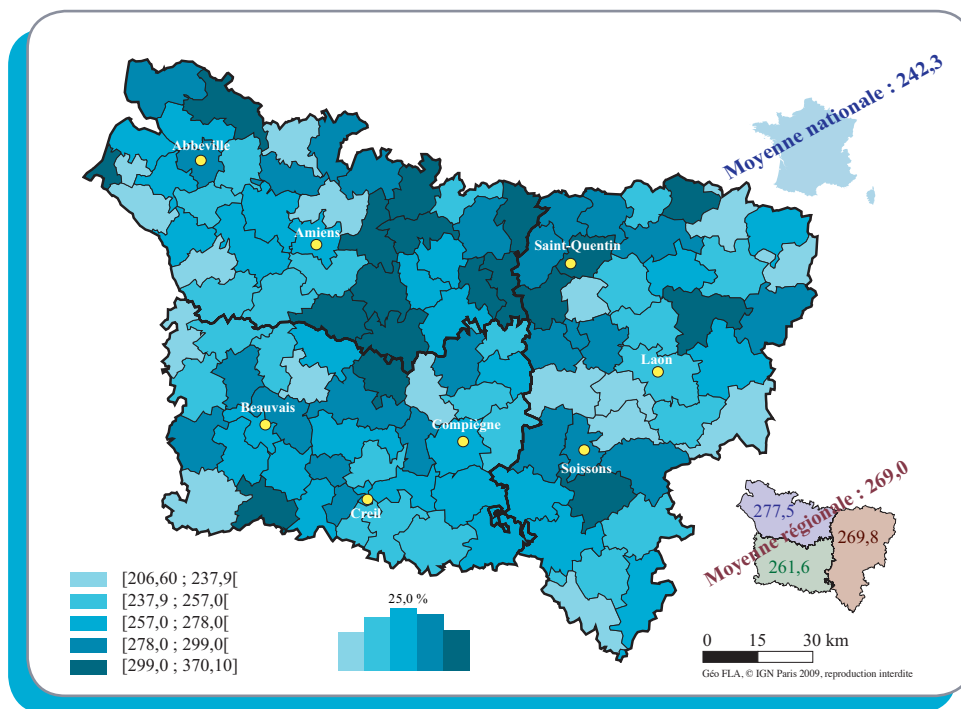 Moyenne nationale : 242,3
Abbeville
Amiens
Saint-Quentin
Laon
Beauvais
Compiègne
Soissons
Creil
[206,60 ; 237,9[
[237,9 ; 257,0[
[257,0 ; 278,0[
[278,0 ; 299,0[
[299,0 ; 370,10]
25,0 %
Moyenne régionale : 269,0
277,5
269,8
261,6
0 15 30 km
Géo FLA, © IGN Paris 2009, reproduction interdite